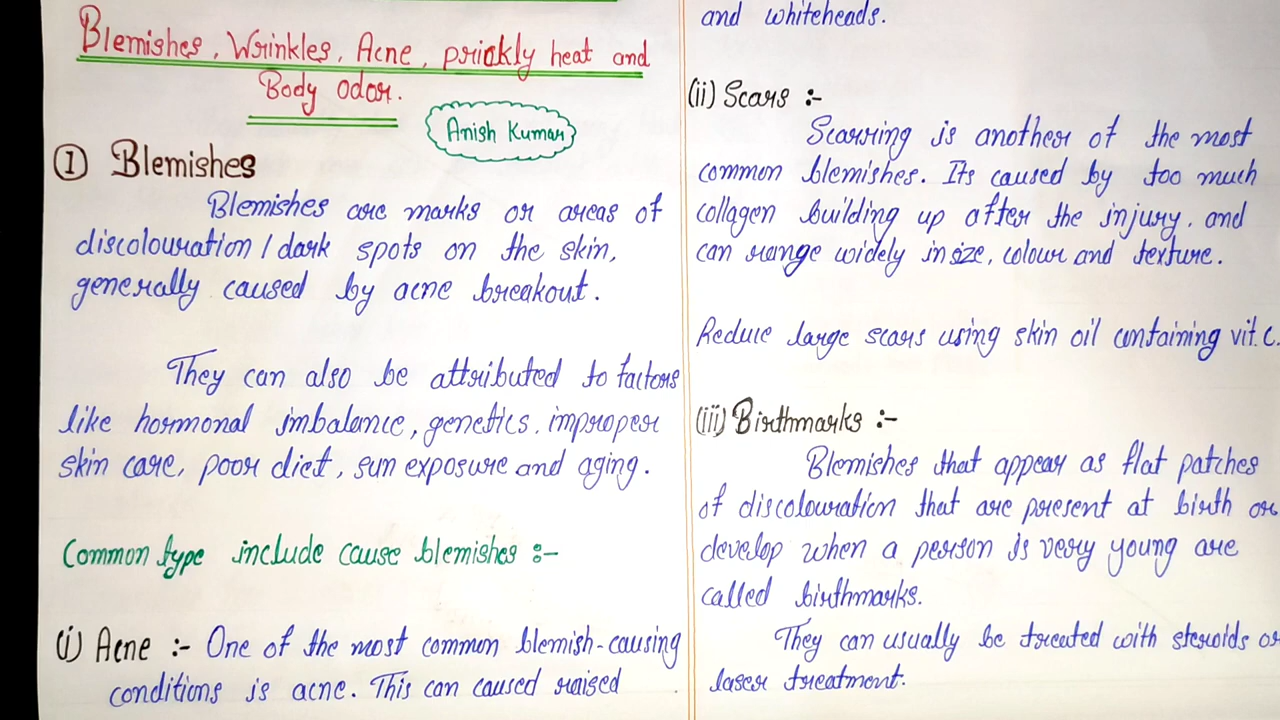 Blemishes, Wrinkles, Acne, prickly heat and
Body odor.
Anish Kumar
① Blemishes
Blemishes are marks or areas of
discolouration / dark spots on the skin,
generally caused by acne breakout.
They can also be attributed to factors
like hormonal imbalance, genetics, improper
skin care, poor diet, sun exposure and aging.
Common type include cause blemishes :-
(i) Acne :- One of the most common blemish-causing
conditions is acne. This can caused raised
and whiteheads.
(ii) Scars :-
Scarring is another of the most
common blemishes. Its caused by too much
collagen building up after the injury, and
can range widely in size, colour and texture.
Reduce large scars using skin oil containing vit. C.
(iii) Birthmarks :-
Blemishes that appear as flat patches
of discolouration that are present at birth or
develop when a person is very young are
called birthmarks.
They can usually be treated with steroids or
laser treatment.